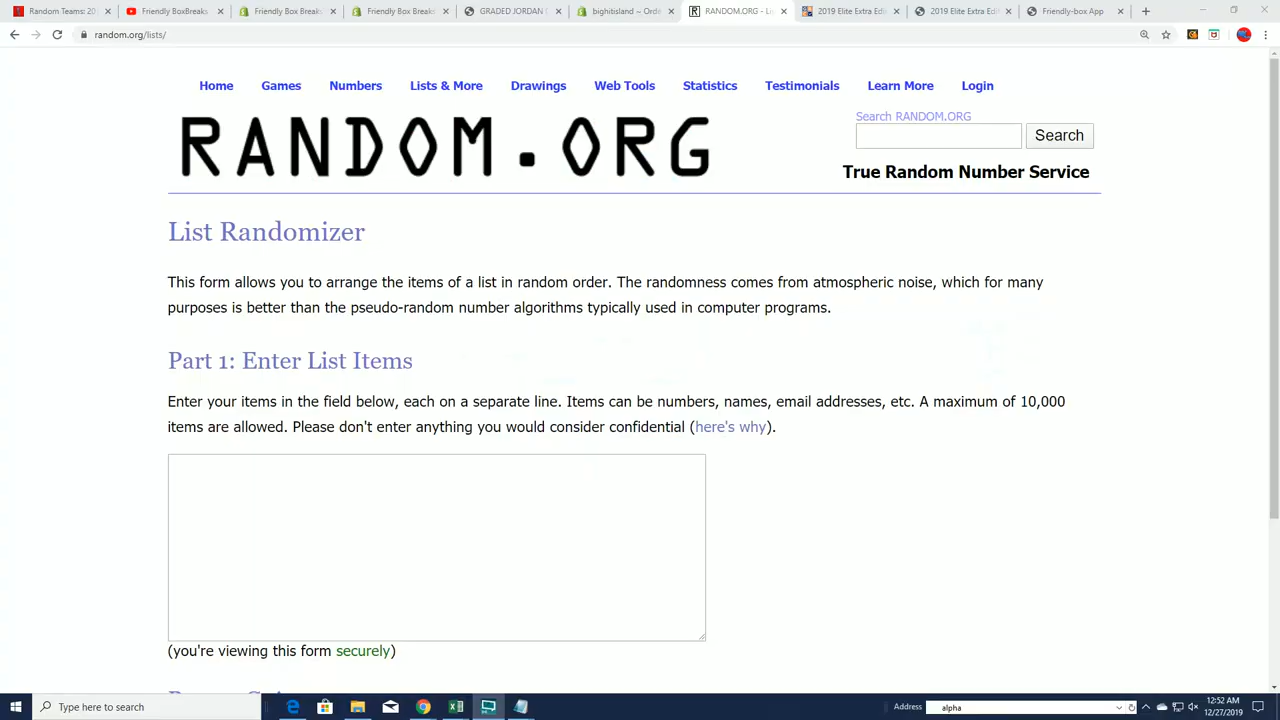 Random Teams: 20
Friendly BoxBreaks
Friendly Box Breaks
Friendly Box Breaks
GRADED JORDAN
bighitisland ~ Orde
RANDOM.ORG - Li
2019 Elite Extra Edi
2019 Elite Extra Edi
Friendly-box App
random.org/lists/
Home Games Numbers Lists & More Drawings Web Tools Statistics Testimonials Learn More Login
RANDOM.ORG
Search RANDOM.ORG
Search
True Random Number Service
List Randomizer
This form allows you to arrange the items of a list in random order. The randomness comes from atmospheric noise, which for many
purposes is better than the pseudo-random number algorithms typically used in computer programs.
Part 1: Enter List Items
Enter your items in the field below, each on a separate line. Items can be numbers, names, email addresses, etc. A maximum of 10,000
items are allowed. Please don't enter anything you would consider confidential (here's why).
(you're viewing this form securely)
Type here to search
Address
alpha
12:52 AM
12/27/2019